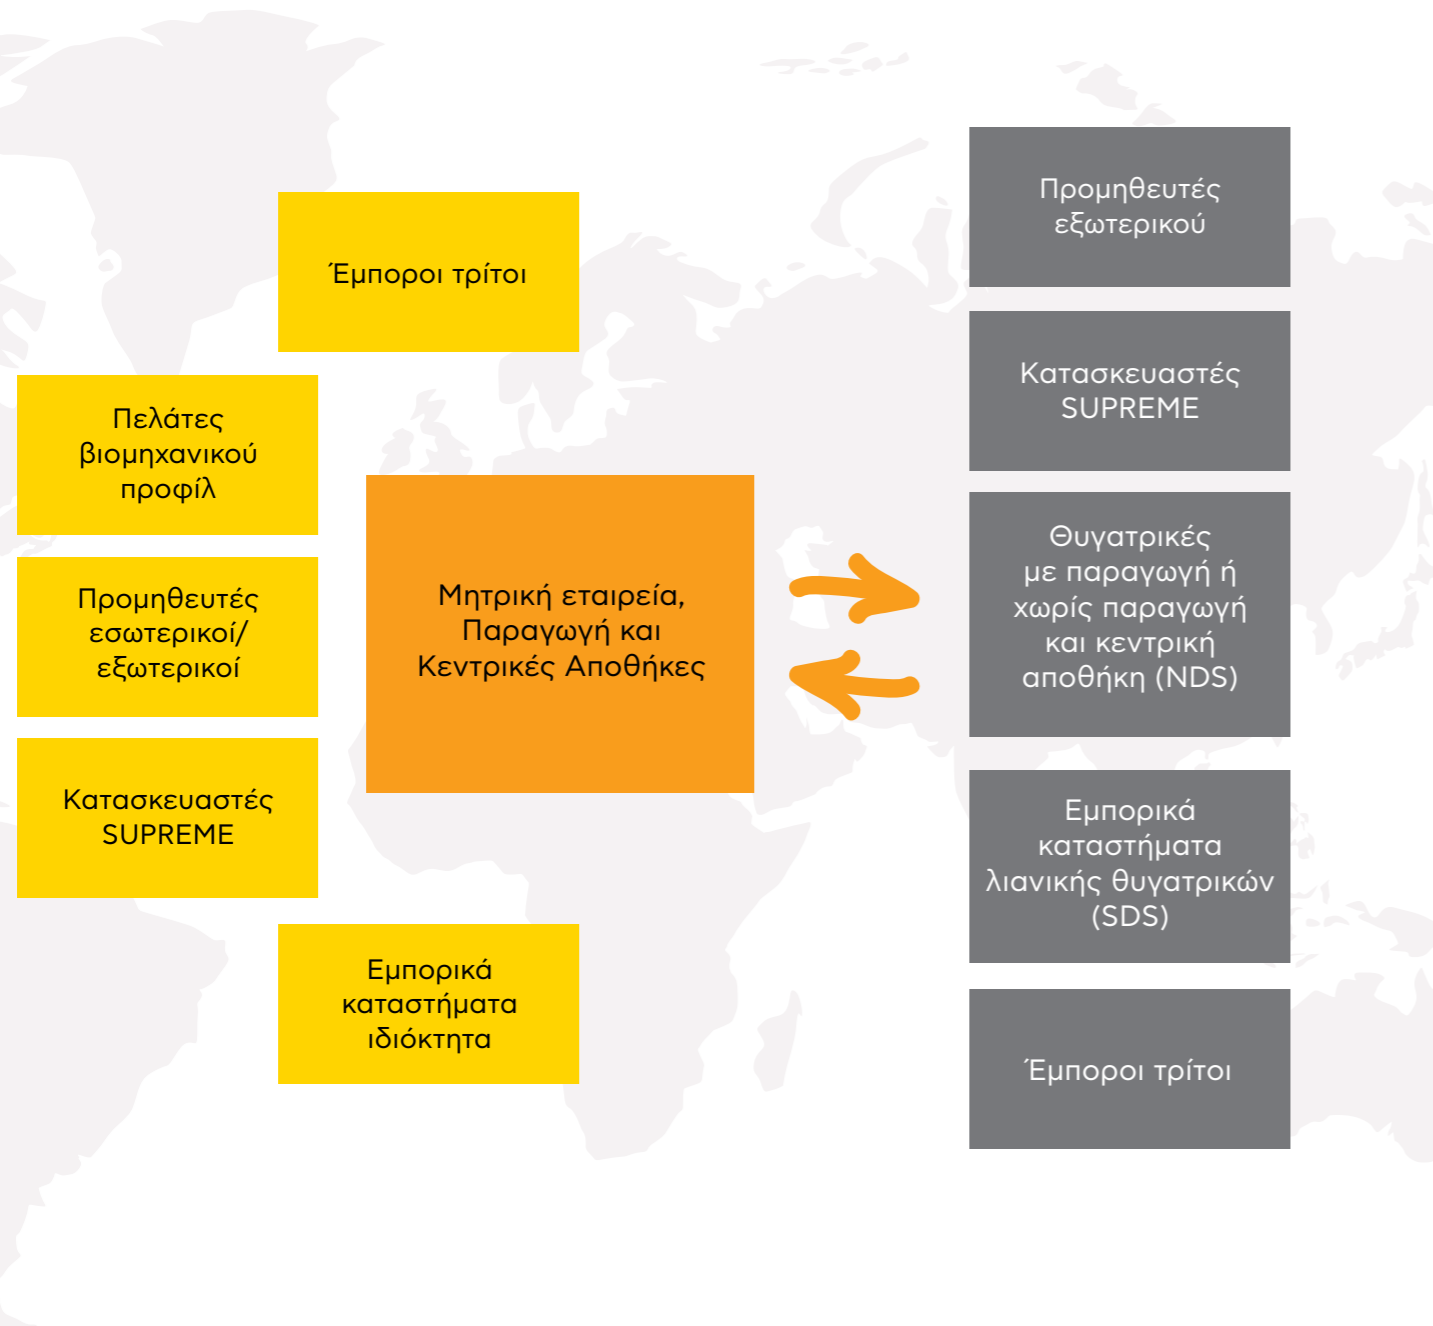 Έμποροι τρίτοι
Πελάτες
βιομηχανικού
προφίλ
Προμηθευτές
εσωτερικοί/
εξωτερικοί
Κατασκευαστές
SUPREME
Εμπορικά
καταστήματα
ιδιόκτητα
Μητρική εταιρεία,
Παραγωγή και
Κεντρικές Αποθήκες
Προμηθευτές
εξωτερικού
Κατασκευαστές
SUPREME
Θυγατρικές
με παραγωγή ή
χωρίς παραγωγή
και κεντρική
αποθήκη (NDS)
Εμπορικά
καταστήματα
λιανικής θυγατρικών
(SDS)
Έμποροι τρίτοι